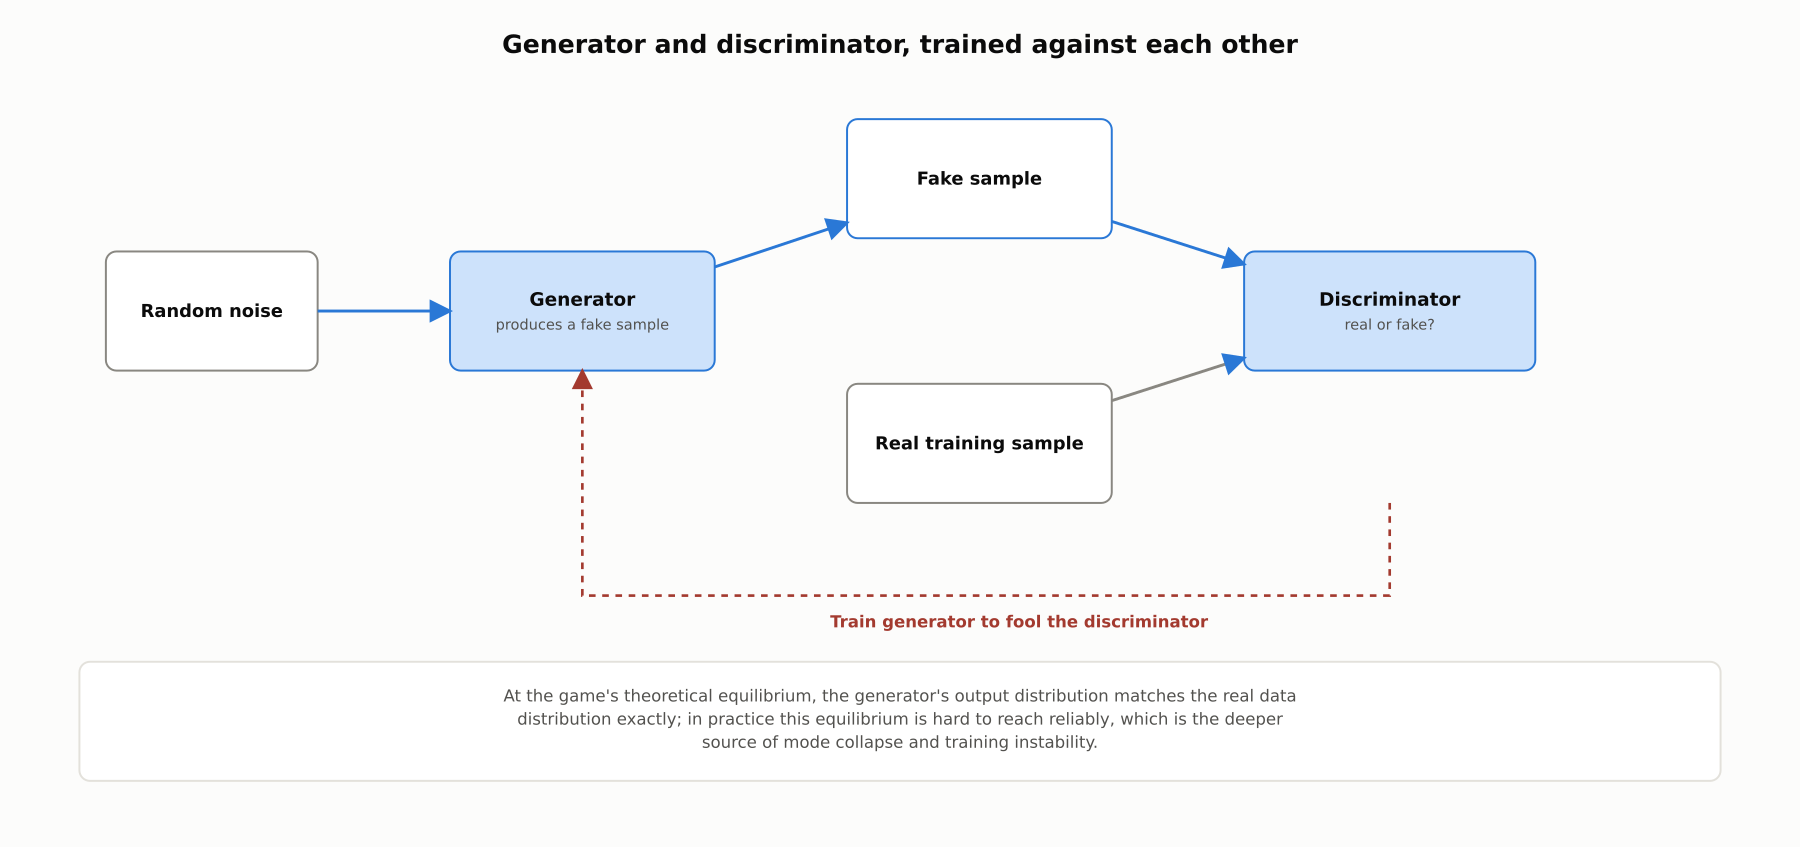 Generator and discriminator, trained against each other
Fake sample
Random noise
Generator
produces a fake sample
Discriminator
real or fake?
Real training sample
Train generator to fool the discriminator
At the game's theoretical equilibrium, the generator's output distribution matches the real data
distribution exactly; in practice this equilibrium is hard to reach reliably, which is the deeper
source of mode collapse and training instability.